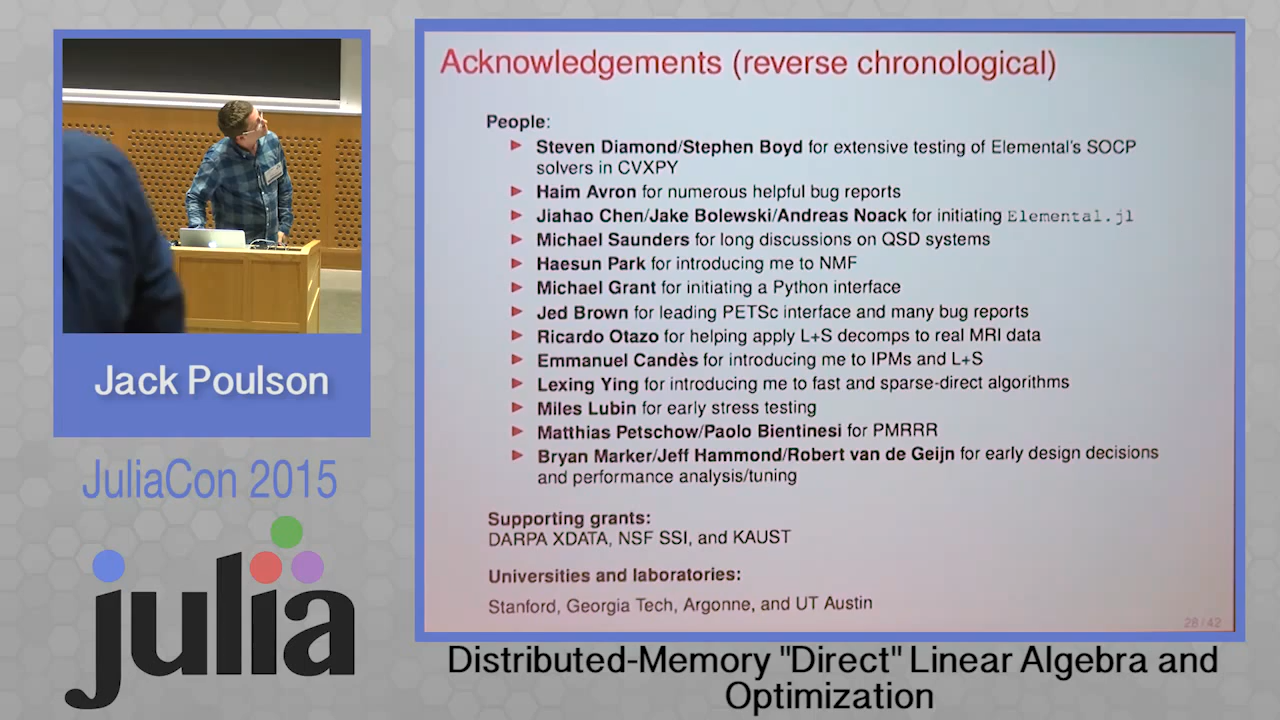 Acknowledgements (reverse chronological)
People:
Steven Diamond/Stephen Boyd for extensive testing of Elemental's SOCP
solvers in CVXPY
Haim Avron for numerous helpful bug reports
Jiahao Chen/Jake Bolewski/Andreas Noack for initiating Elemental.jl
Michael Saunders for long discussions on QSD systems
Haesun Park for introducing me to NMF
Michael Grant for initiating a Python interface
Jed Brown for leading PETSc interface and many bug reports
Ricardo Otazo for helping apply L+S decomps to real MRI data
Emmanuel Candès for introducing me to IPMs and L+S
Lexing Ying for introducing me to fast and sparse-direct algorithms
Miles Lubin for early stress testing
Matthias Petschow/Paolo Bientinesi for PMRRR
Bryan Marker/Jeff Hammond/Robert van de Geijn for early design decisions
and performance analysis/tuning
Supporting grants:
DARPA XDATA, NSF SSI, and KAUST
Universities and laboratories:
Stanford, Georgia Tech, Argonne, and UT Austin
28/42
Jack Poulson
JuliaCon 2015
julia
Distributed-Memory "Direct" Linear Algebra and
Optimization